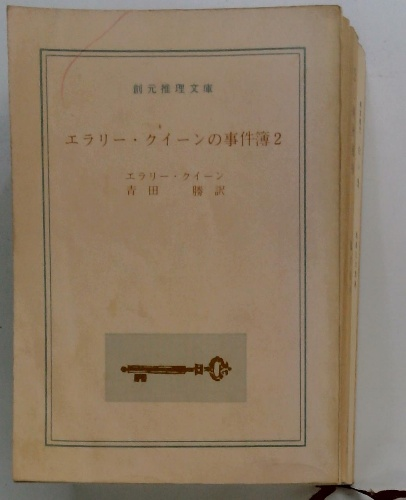 創元推理文庫
エラリー・クイーンの事件簿2
エラリー・クイーン
青田 勝訳